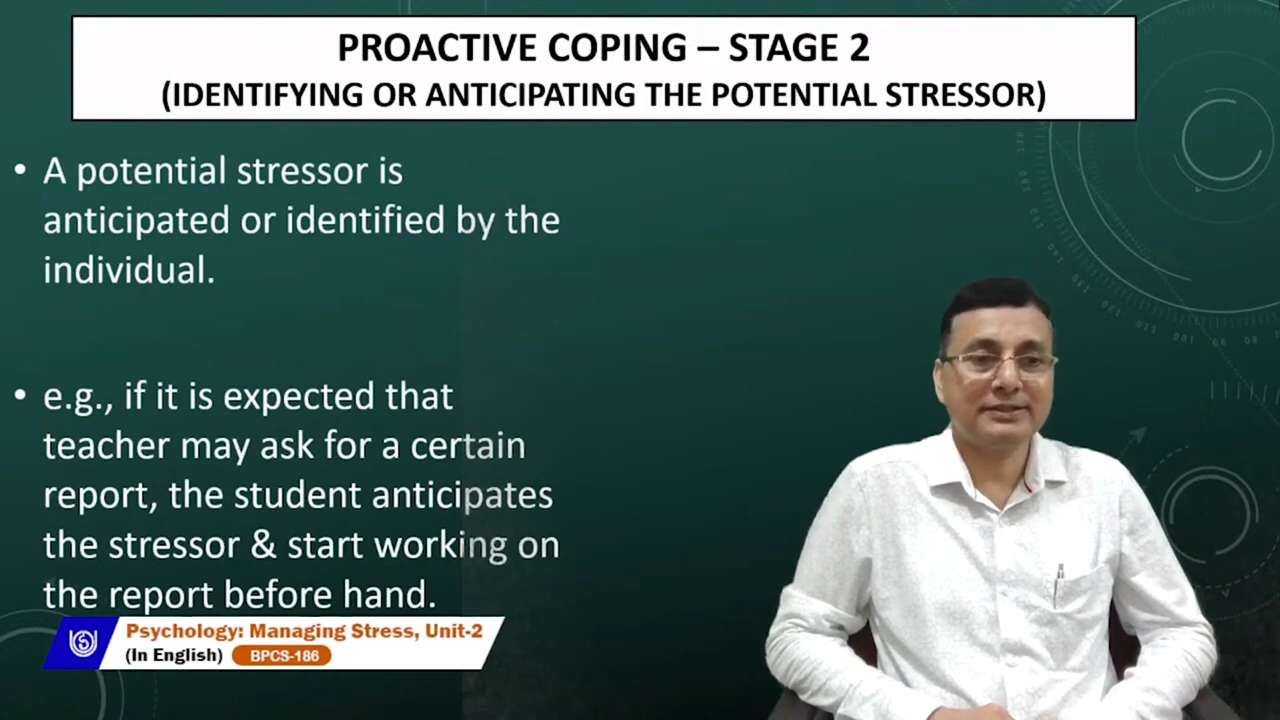 PROACTIVE COPING – STAGE 2
(IDENTIFYING OR ANTICIPATING THE POTENTIAL STRESSOR)
• A potential stressor is
anticipated or identified by the
individual.
• e.g., if it is expected that
teacher may ask for a certain
report, the student anticipates
the stressor & start working on
the report before hand.
Psychology: Managing Stress, Unit-2
(In English) BPCS-186